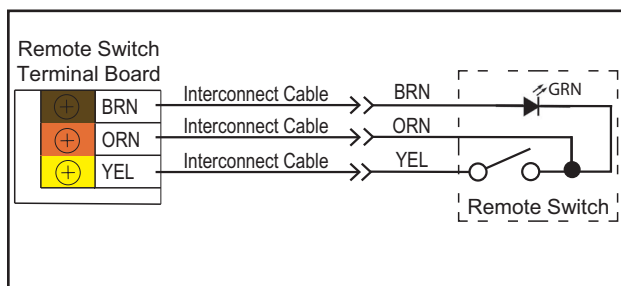 Remote Switch
Terminal Board
BRN Interconnect Cable BRN GRN
ORN Interconnect Cable ORN
YEL Interconnect Cable YEL
Remote Switch